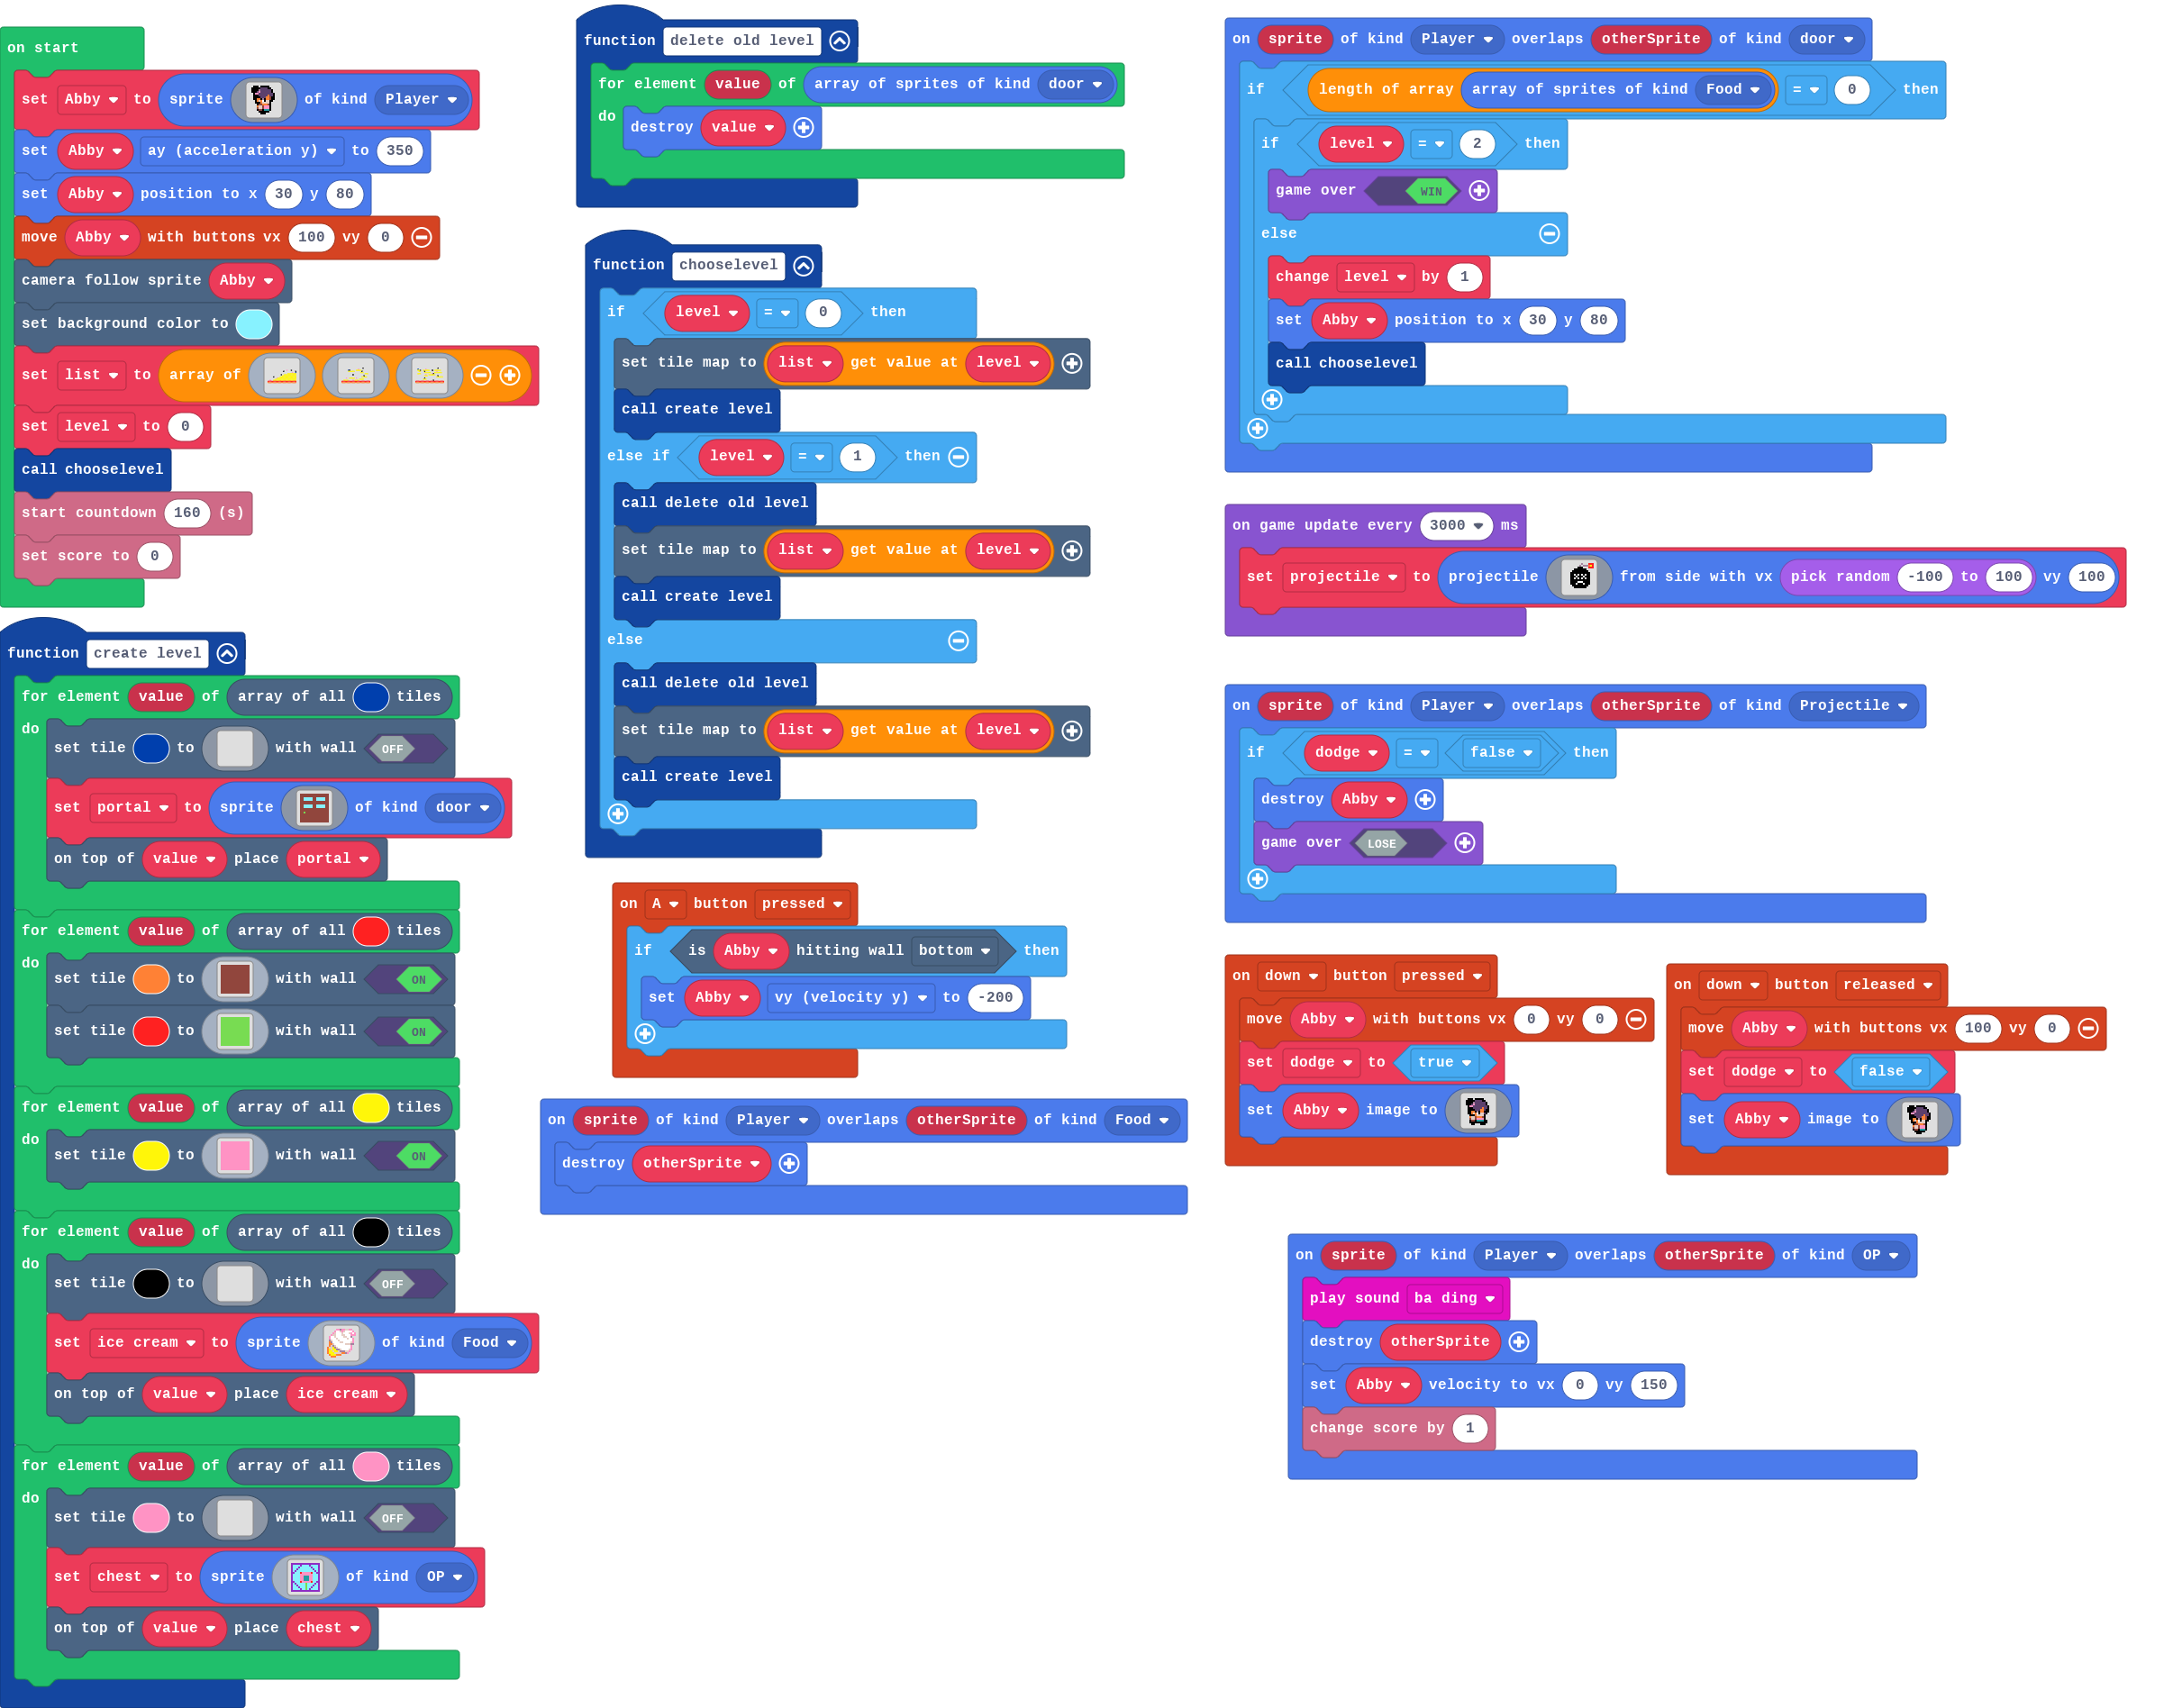 on start
set Abby to sprite of kind Player
set Abby ay (acceleration y) to 350
set Abby position to x 30 y 80
move Abby with buttons vx 100 vy 0
camera follow sprite Abby
set background color to
set list to array of
set level to 0
call chooselevel
start countdown 160 (s)
set score to 0
function create level
for element value of array of all tiles
do
set tile to with wall OFF
set portal to sprite of kind door
on top of value place portal
for element value of array of all tiles
do
set tile to with wall ON
set tile to with wall ON
for element value of array of all tiles
do
set tile to with wall ON
for element value of array of all tiles
do
set tile to with wall OFF
set ice cream to sprite of kind Food
on top of value place ice cream
for element value of array of all tiles
do
set tile to with wall OFF
set chest to sprite of kind OP
on top of value place chest
function delete old level
for element value of array of sprites of kind door
do destroy value
function chooselevel
if level = 0 then
set tile map to list get value at level
call create level
else if level = 1 then
call delete old level
set tile map to list get value at level
call create level
else
call delete old level
set tile map to list get value at level
call create level
on A button pressed
if is Abby hitting wall bottom then
set Abby vy (velocity y) to -200
on sprite of kind Player overlaps otherSprite of kind Food
destroy otherSprite
on sprite of kind Player overlaps otherSprite of kind door
if length of array array of sprites of kind Food = 0 then
if level = 2 then
game over WIN
else
change level by 1
set Abby position to x 30 y 80
call chooselevel
on game update every 3000 ms
set projectile to projectile from side with vx pick random -100 to 100 vy 100
on sprite of kind Player overlaps otherSprite of kind Projectile
if dodge = false then
destroy Abby
game over LOSE
on down button pressed
move Abby with buttons vx 0 vy 0
set dodge to true
set Abby image to
on down button released
move Abby with buttons vx 100 vy 0
set dodge to false
set Abby image to
on sprite of kind Player overlaps otherSprite of kind OP
play sound ba ding
destroy otherSprite
set Abby velocity to vx 0 vy 150
change score by 1